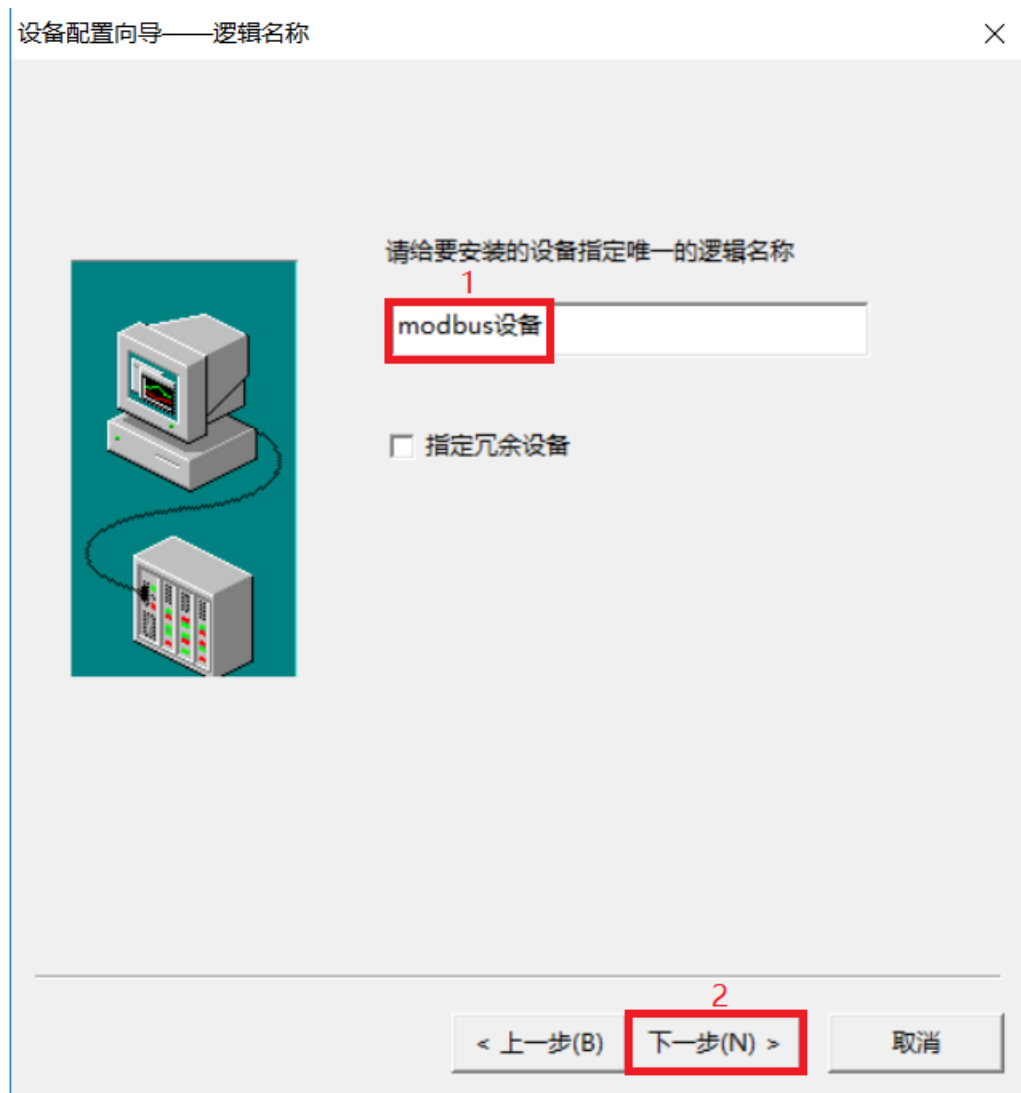 设备配置向导——逻辑名称
请给要安装的设备指定唯一的逻辑名称
1
modbus设备
指定冗余设备
2
< 上一步(B) 下一步(N) > 取消